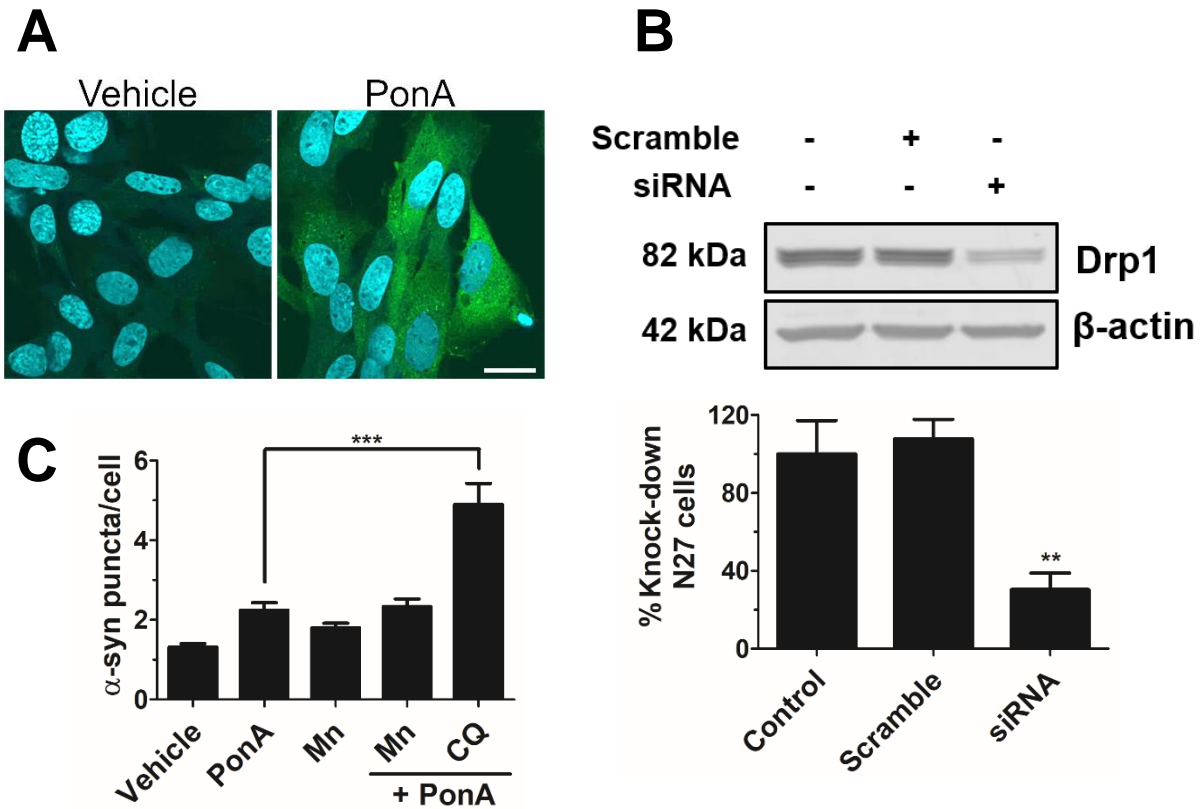 A
Vehicle PonA
B
Scramble - + -
siRNA - - +
82 kDa Drp1
42 kDa β-actin
C
α-syn puncta/cell
6
4
2
0
***
Vehicle PonA Mn Mn CQ
+ PonA
% Knock-down
N27 cells
120
80
40
0
**
Control Scramble siRNA